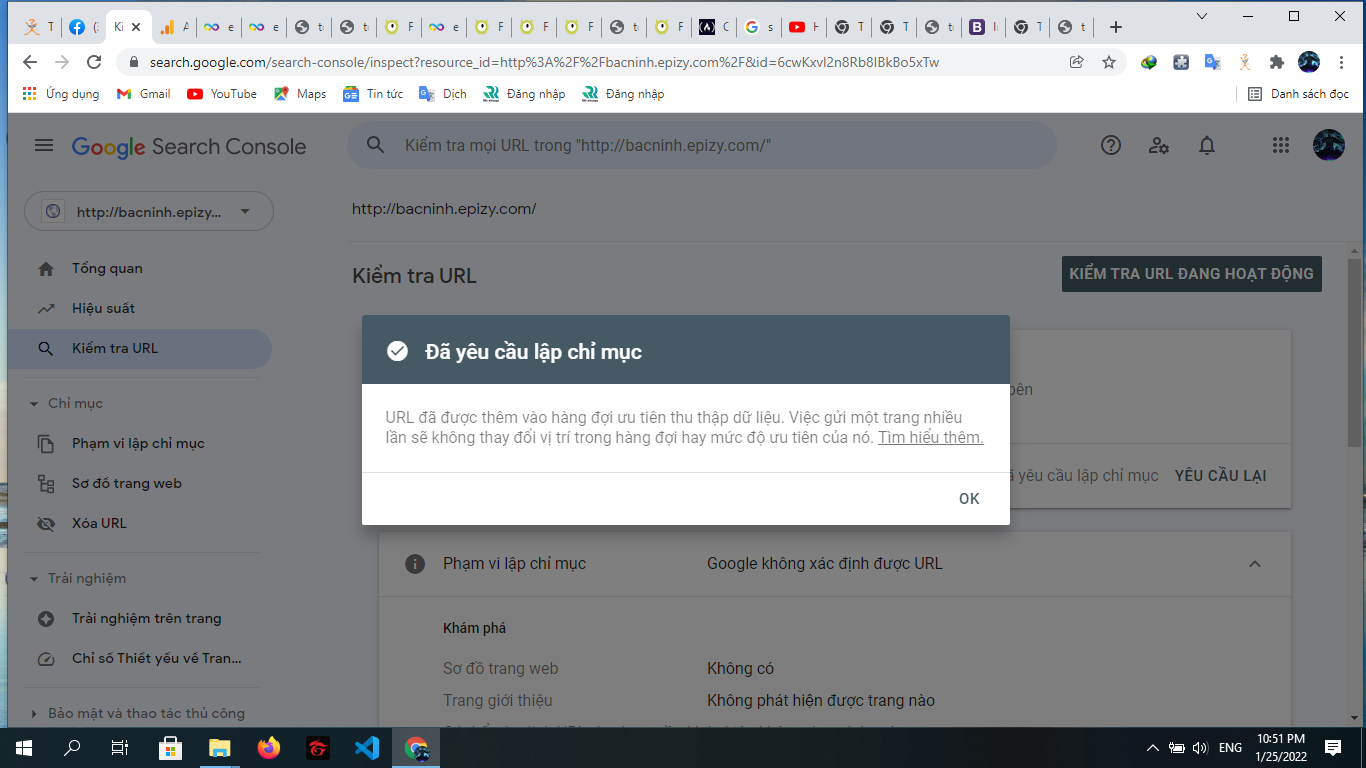 T
(3
Ki
A
e
e
t
t
F
F
e
F
F
F
t
F
C
s
H
T
T
t
B
I
T
t
search.google.com/search-console/inspect?resource_id=http%3A%2F%2Fbacninh.epizy.com%2F&id=6cwKxvl2n8Rb8IBkBo5xTw
Ứng dụng
Gmail
YouTube
Maps
Tin tức
Dịch
Đăng nhập
Đăng nhập
Danh sách đọc
Google Search Console
Kiểm tra mọi URL trong "http://bacninh.epizy.com/"
http://bacninh.epizy...
http://bacninh.epizy.com/
Tổng quan
Hiệu suất
Kiểm tra URL
Chỉ mục
Phạm vi lập chỉ mục
Sơ đồ trang web
Xóa URL
Trải nghiệm
Trải nghiệm trên trang
Chỉ số Thiết yếu về Tran...
Bảo mật và thao tác thủ công
Kiểm tra URL
KIỂM TRA URL ĐANG HOẠT ĐỘNG
Đã yêu cầu lập chỉ mục
URL đã được thêm vào hàng đợi ưu tiên thu thập dữ liệu. Việc gửi một trang nhiều
lần sẽ không thay đổi vị trí trong hàng đợi hay mức độ ưu tiên của nó. Tìm hiểu thêm.
OK
yêu cầu lập chỉ mục
YÊU CẦU LẠI
Phạm vi lập chỉ mục
Google không xác định được URL
Khám phá
Sơ đồ trang web
Không có
Trang giới thiệu
Không phát hiện được trang nào
ENG
10:51 PM
1/25/2022